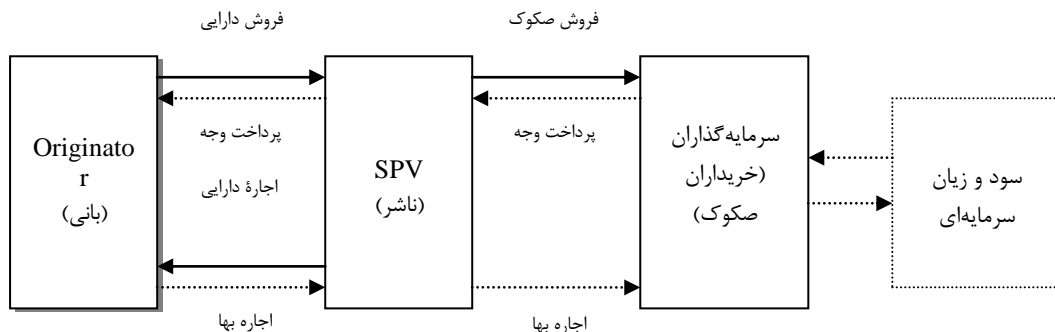 فروش دارایی
فروش صکوک
Originato
r
(بانی)
پرداخت وجه
اجارۀ دارایی
SPV
(ناشر)
پرداخت وجه
سرمایه‌گذاران
(خریداران
صکوک)
سود و زیان
سرمایه‌ای
اجاره بها
اجاره بها